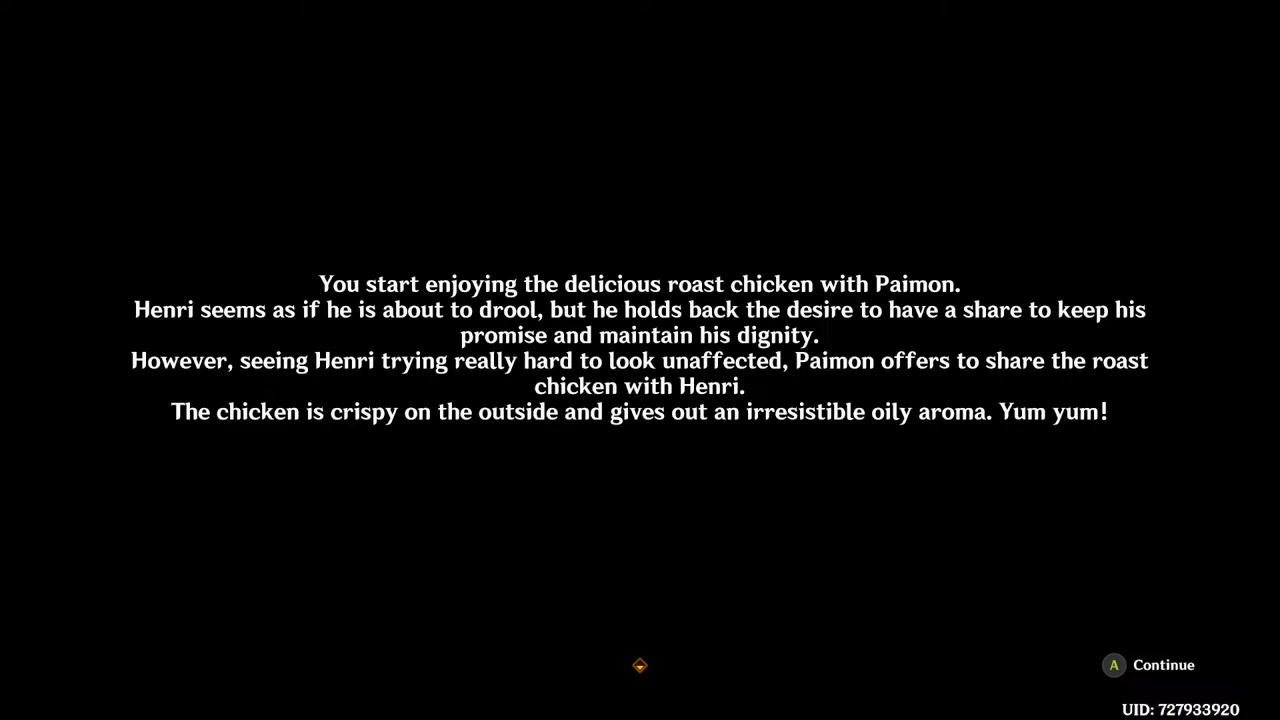 You start enjoying the delicious roast chicken with Paimon.
Henri seems as if he is about to drool, but he holds back the desire to have a share to keep his
promise and maintain his dignity.
However, seeing Henri trying really hard to look unaffected, Paimon offers to share the roast
chicken with Henri.
The chicken is crispy on the outside and gives out an irresistible oily aroma. Yum yum!
A Continue
UID: 727933920